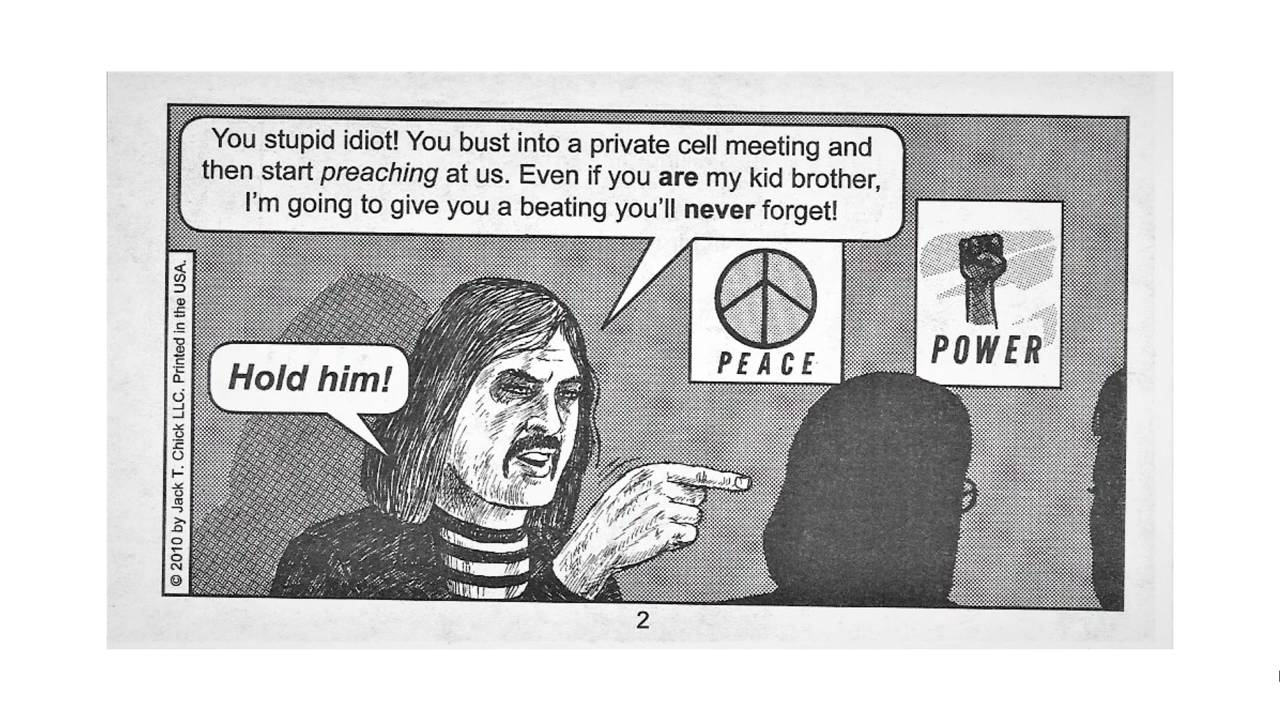 You stupid idiot! You bust into a private cell meeting and
then start preaching at us. Even if you are my kid brother,
I'm going to give you a beating you'll never forget!
Hold him!
PEACE
POWER
© 2010 by Jack T. Chick LLC. Printed in the USA.
2